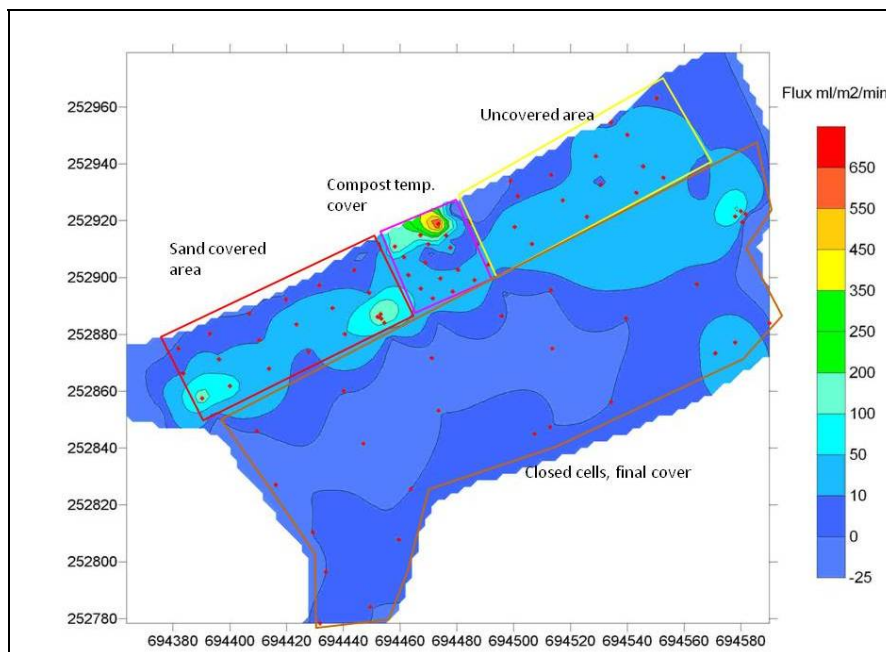 Flux ml/m2/min
252960
252940
252920
252900
252880
252860
252840
252820
252800
252780
Uncovered area
Compost temp.
cover
Sand covered
area
Closed cells, final cover
650
550
450
350
250
150
100
50
10
0
-25
694380 694400 694420 694440 694460 694480 694500 694520 694540 694560 694580